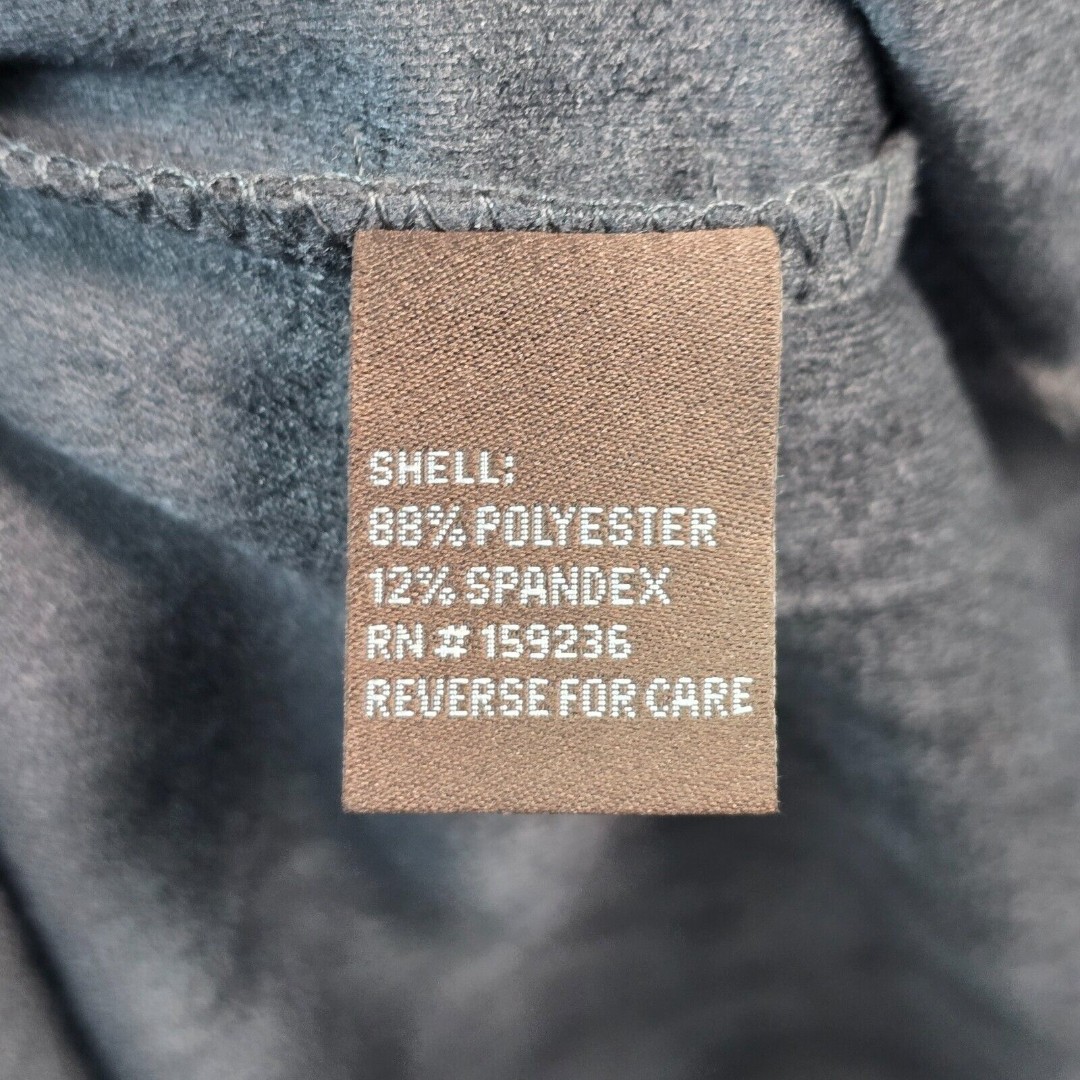 SHELL:
88% POLYESTER
12% SPANDEX
RN # 159236
REVERSE FOR CARE